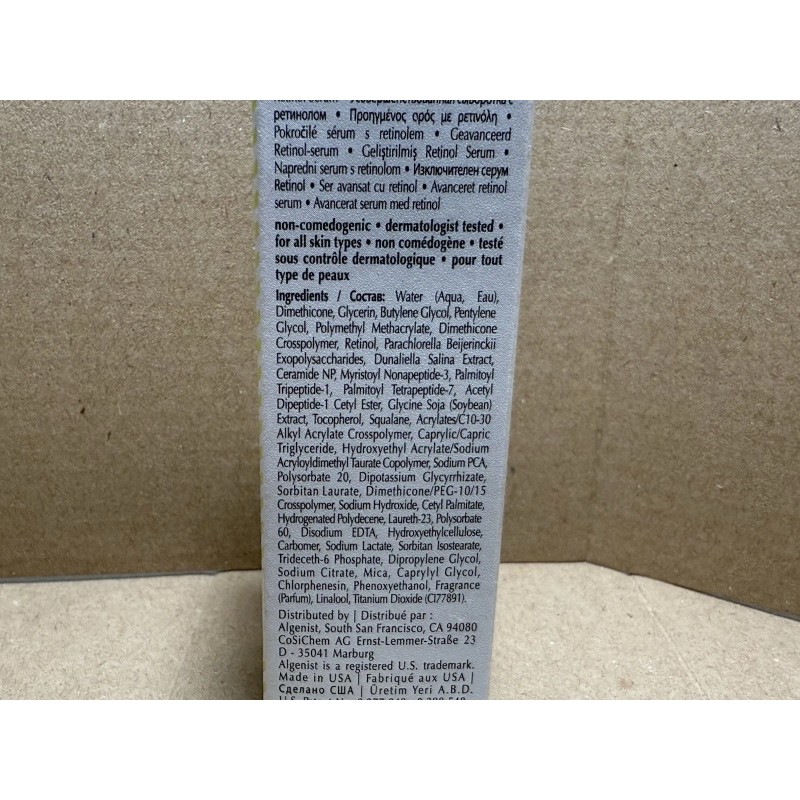 ретинолом • Προηγμένος ορός με ρετινόλη •
Pokročilé sérum s retinolem • Geavanceerd
Retinol-serum • Geliştirilmiş Retinol Serum •
Napredni serum s retinolom • Изключителен серум
Retinol • Ser avansat cu retinol • Avanceret retinol
serum • Avancerat serum med retinol
non-comedogenic • dermatologist tested •
for all skin types • non comédogène • testé
sous contrôle dermatologique • pour tout
type de peaux
Ingredients / Состав: Water (Aqua, Eau),
Dimethicone, Glycerin, Butylene Glycol, Pentylene
Glycol, Polymethyl Methacrylate, Dimethicone
Crosspolymer, Retinol, Parachlorella Beijerinckii
Exopolysaccharides, Dunaliella Salina Extract,
Ceramide NP, Myristoyl Nonapeptide-3, Palmitoyl
Tripeptide-1, Palmitoyl Tetrapeptide-7, Acetyl
Dipeptide-1 Cetyl Ester, Glycine Soja (Soybean)
Extract, Tocopherol, Squalane, Acrylates/C10-30
Alkyl Acrylate Crosspolymer, Caprylic/Capric
Triglyceride, Hydroxyethyl Acrylate/Sodium
Acryloyldimethyl Taurate Copolymer, Sodium PCA,
Polysorbate 20, Dipotassium Glycyrrhizate,
Sorbitan Laurate, Dimethicone/PEG-10/15
Crosspolymer, Sodium Hydroxide, Cetyl Palmitate,
Hydrogenated Polydecene, Laureth-23, Polysorbate
60, Disodium EDTA, Hydroxyethylcellulose,
Carbomer, Sodium Lactate, Sorbitan Isostearate,
Trideceth-6 Phosphate, Dipropylene Glycol,
Sodium Citrate, Mica, Caprylyl Glycol,
Chlorphenesin, Phenoxyethanol, Fragrance
(Parfum), Linalool, Titanium Dioxide (CI77891).
Distributed by | Distribué par :
Algenist, South San Francisco, CA 94080
CoSiChem AG Ernst-Lemmer-Straße 23
D - 35041 Marburg
Algenist is a registered U.S. trademark.
Made in USA | Fabriqué aux USA |
Сделано США | Üretim Yeri A.B.D.